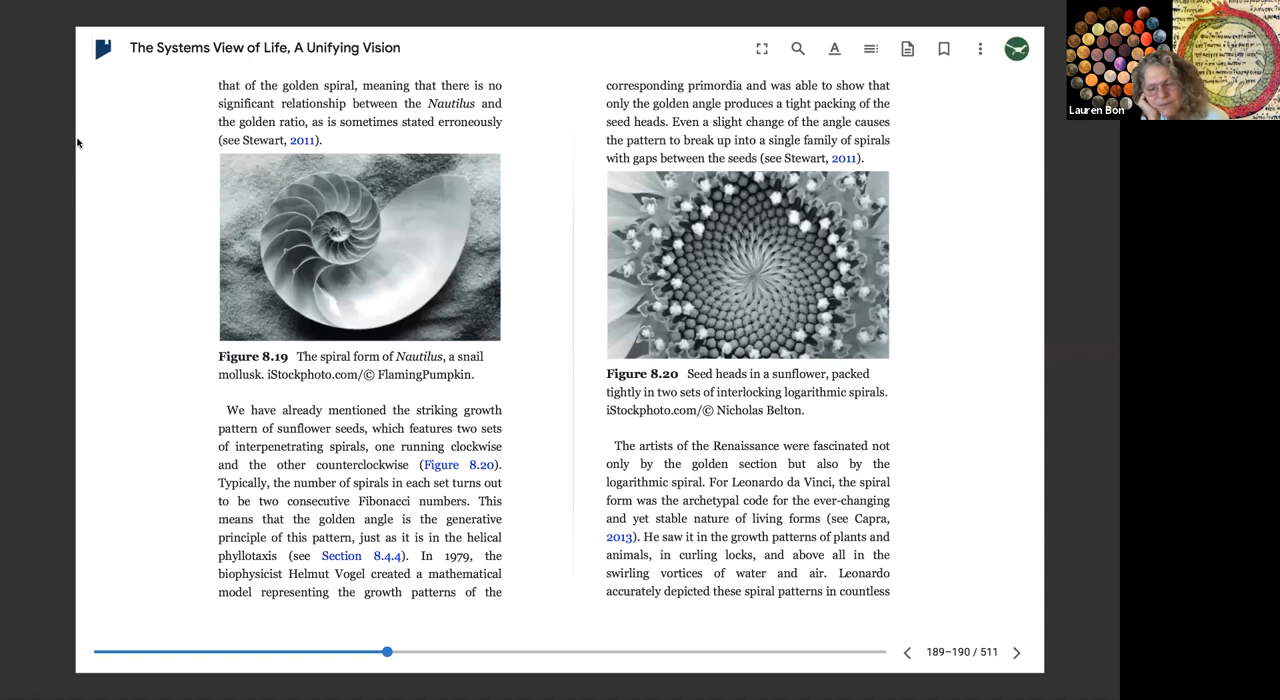 The Systems View of Life, A Unifying Vision
that of the golden spiral, meaning that there is no
significant relationship between the Nautilus and
the golden ratio, as is sometimes stated erroneously
(see Stewart, 2011).
Figure 8.19 The spiral form of Nautilus, a snail
mollusk. iStockphoto.com/© FlamingPumpkin.
We have already mentioned the striking growth
pattern of sunflower seeds, which features two sets
of interpenetrating spirals, one running clockwise
and the other counterclockwise (Figure 8.20).
Typically, the number of spirals in each set turns out
to be two consecutive Fibonacci numbers. This
means that the golden angle is the generative
principle of this pattern, just as it is in the helical
phyllotaxis (see Section 8.4.4). In 1979, the
biophysicist Helmut Vogel created a mathematical
model representing the growth patterns of the
corresponding primordia and was able to show that
only the golden angle produces a tight packing of the
seed heads. Even a slight change of the angle causes
the pattern to break up into a single family of spirals
with gaps between the seeds (see Stewart, 2011).
Figure 8.20 Seed heads in a sunflower, packed
tightly in two sets of interlocking logarithmic spirals.
iStockphoto.com/© Nicholas Belton.
The artists of the Renaissance were fascinated not
only by the golden section but also by the
logarithmic spiral. For Leonardo da Vinci, the spiral
form was the archetypal code for the ever-changing
and yet stable nature of living forms (see Capra,
2013). He saw it in the growth patterns of plants and
animals, in curling locks, and above all in the
swirling vortices of water and air. Leonardo
accurately depicted these spiral patterns in countless
189–190 / 511
Lauren Bon